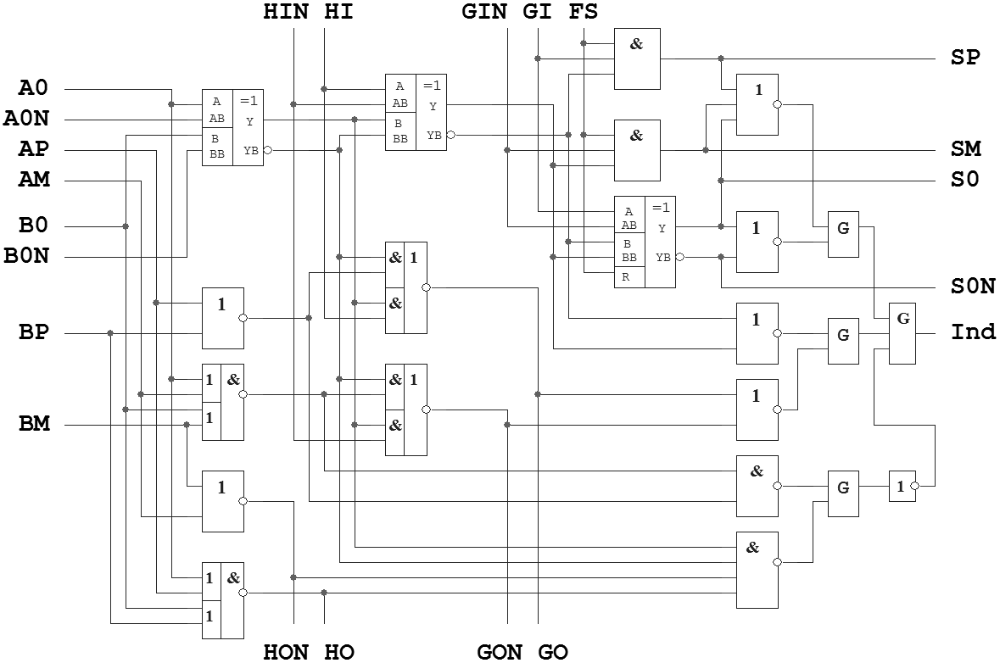 HIN HI GIN GI FS
&
SP
A0
A =1
AB Y
B
BB YB
A =1
AB Y
B
BB YB
1
A0N
&
AP
SM
AM
S0
A =1
AB Y
B
BB YB
R
B0
1
G
B0N
& 1
&
S0N
1
1
G
G
Ind
BP
1 &
1
& 1
&
1
BM
&
1
G
1
&
1 &
1
HON HO GON GO